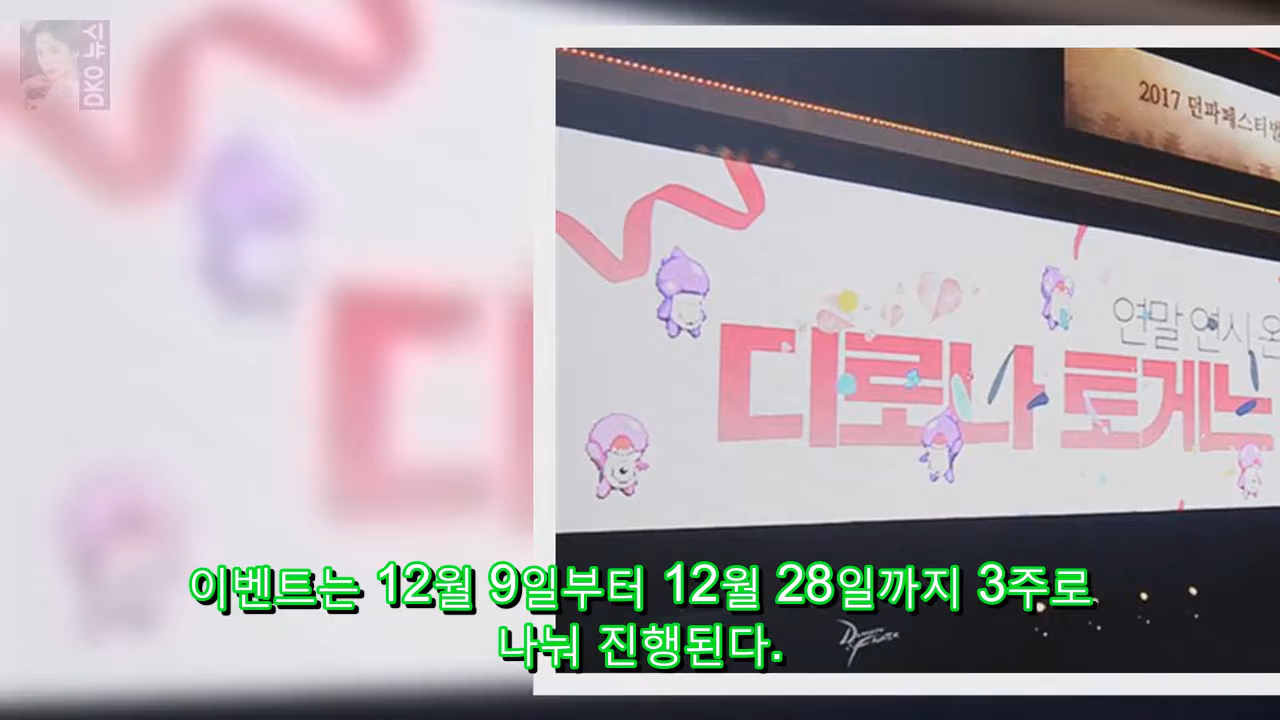 DKO 뉴스
2017 던파페스티벌
연말 연시 온
디로나 토게느
이벤트는 12월 9일부터 12월 28일까지 3주로
나눠 진행된다.